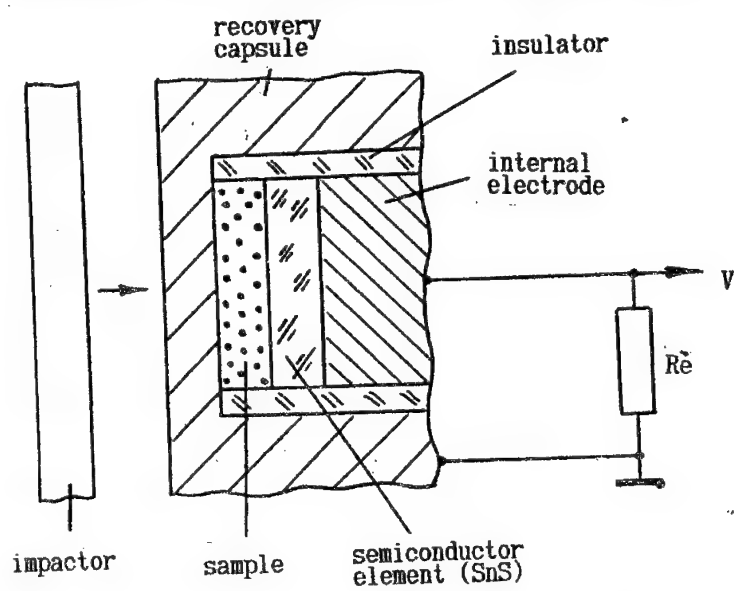 recovery
capsule
insulator
internal
electrode
V
Re
impactor
sample
semiconductor
element (SnS)